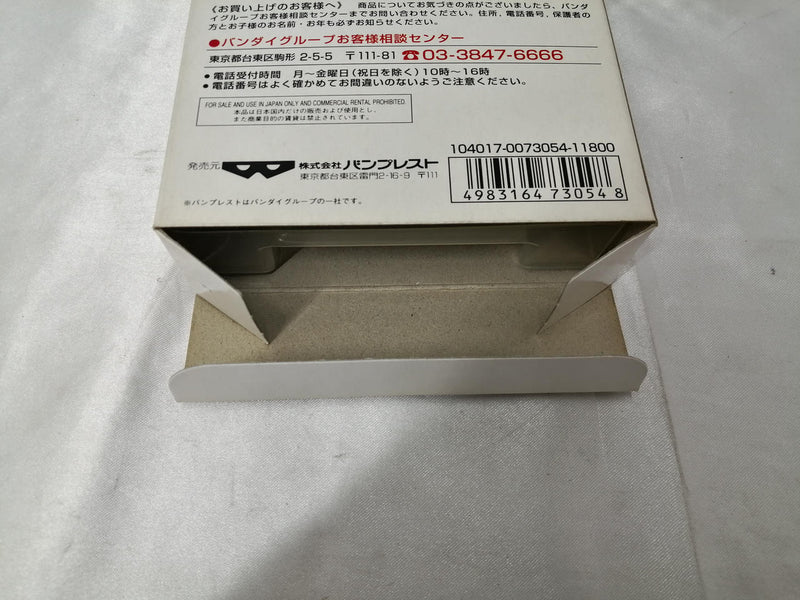 《お買い上げのお客様へ》 商品についてお気づきの点がございましたら、バンダ
イグループお客様相談センターまでお問い合わせください。住所、電話番号、保護者の
方とお子様のお名前・お年も必ずお知らせください。
●バンダイグループお客様相談センター
東京都台東区駒形 2-5-5 〒111-81 ☎03-3847-6666
●電話受付時間 月〜金曜日(祝日を除く)10時〜16時
●電話番号はよく確かめてお間違いのないようご注意ください。
FOR SALE AND USE IN JAPAN ONLY AND COMMERCIAL RENTAL PROHIBITED.
本品は日本国内だけの販売および使用とし、
また商業目的の賃貸は禁止されています。
104017-0073054-11800
発売元 株式会社 バンプレスト
東京都台東区雷門2-16-9 〒111
4983164730548
※バンプレストはバンダイグループの一社です。